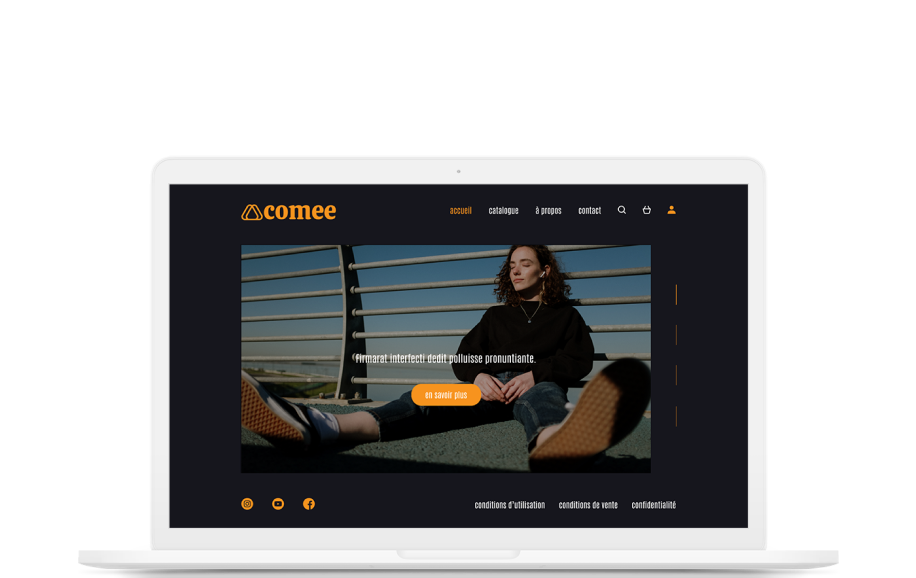 comee
accueil catalogue à propos contact
Firmarat interfecti dedit polluisse pronuntiante.
en savoir plus
conditions d'utilisation conditions de vente confidentialité